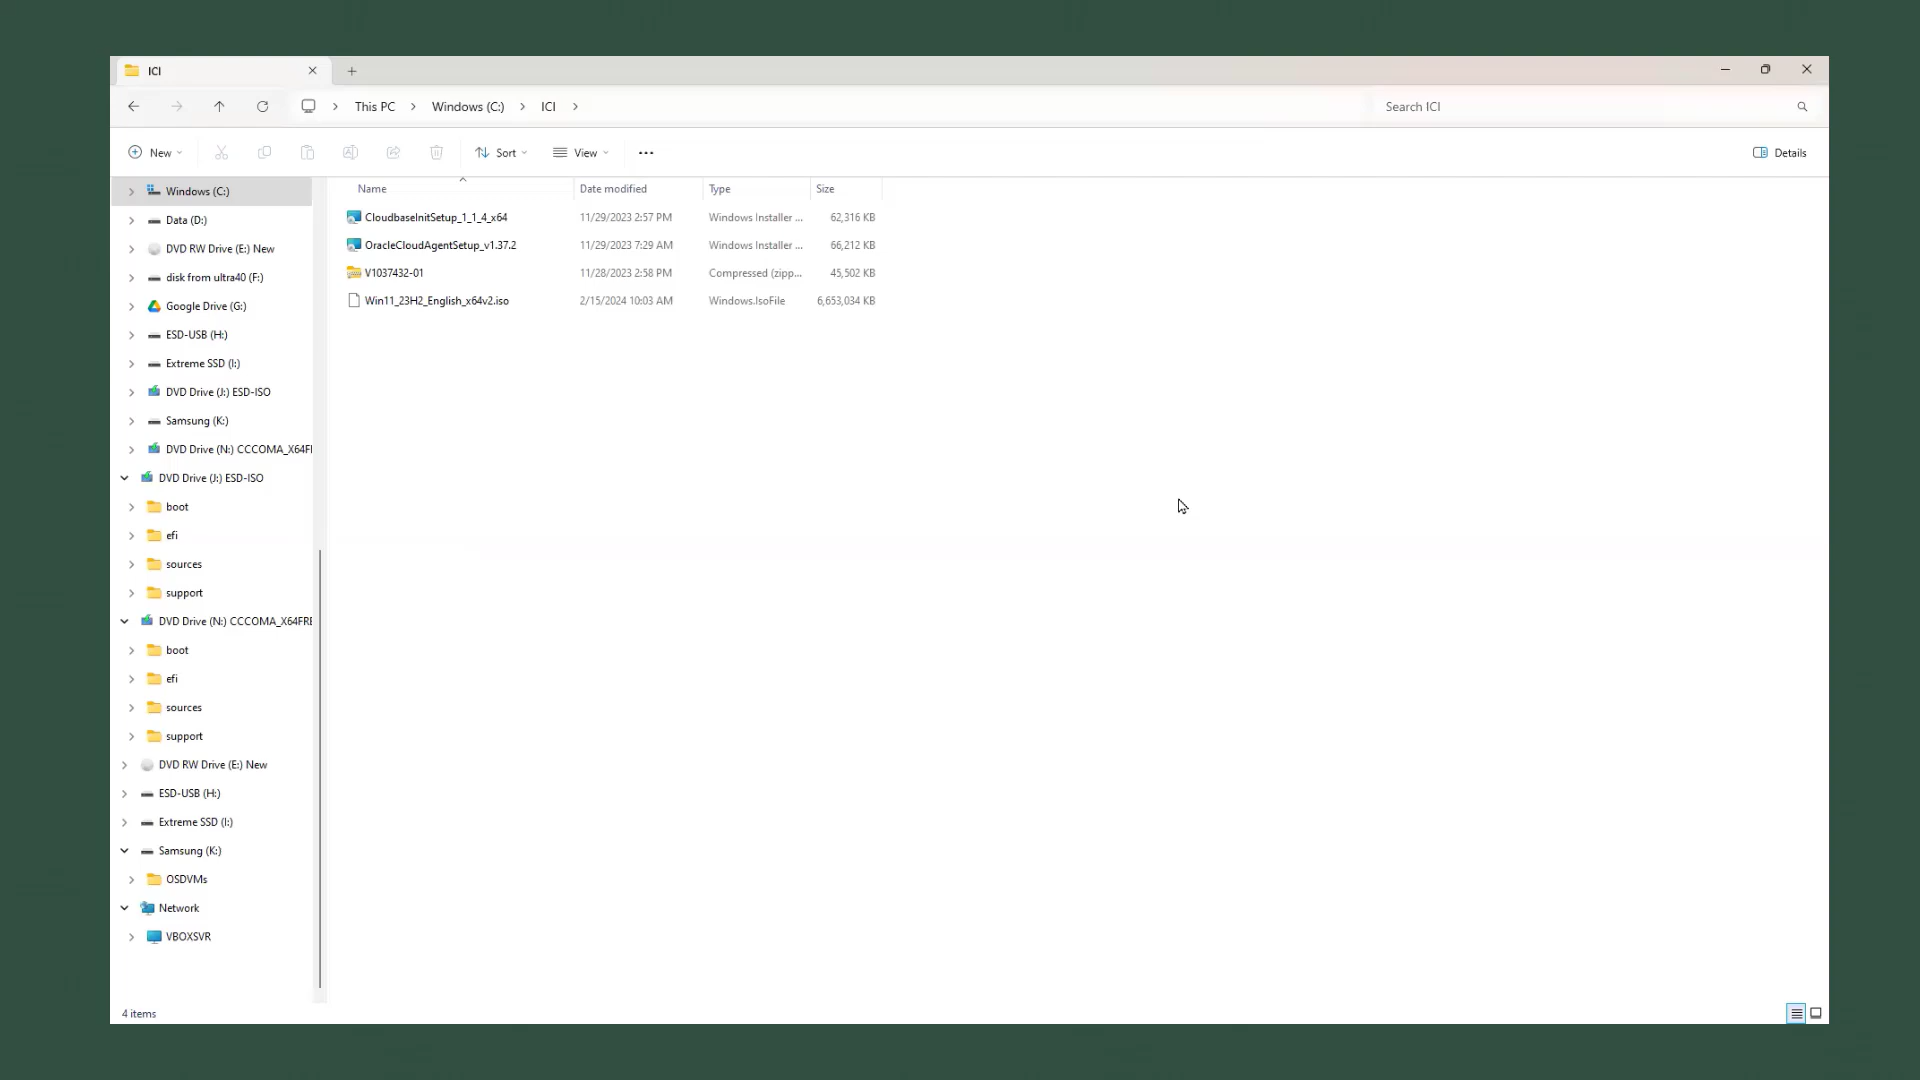 ICI
This PC
Windows (C:)
ICI
Search ICI
New
Sort
View
Details
Windows (C:)
Data (D:)
DVD RW Drive (E:) New
disk from ultra40 (F:)
Google Drive (G:)
ESD-USB (H:)
Extreme SSD (I:)
DVD Drive (J:) ESD-ISO
Samsung (K:)
DVD Drive (N:) CCCOMA_X64F
DVD Drive (J:) ESD-ISO
boot
efi
sources
support
DVD Drive (N:) CCCOMA_X64FRE
boot
efi
sources
support
DVD RW Drive (E:) New
ESD-USB (H:)
Extreme SSD (I:)
Samsung (K:)
OSDVMs
Network
VBOXSVR
Name Date modified Type Size
CloudbaseInitSetup_1_1_4_x64 11/29/2023 2:57 PM Windows Installer ... 62,316 KB
OracleCloudAgentSetup_v1.37.2 11/29/2023 7:29 AM Windows Installer ... 66,212 KB
V1037432-01 11/28/2023 2:58 PM Compressed (zipp... 45,502 KB
Win11_23H2_English_x64v2.iso 2/15/2024 10:03 AM Windows.IsoFile 6,653,034 KB
4 items